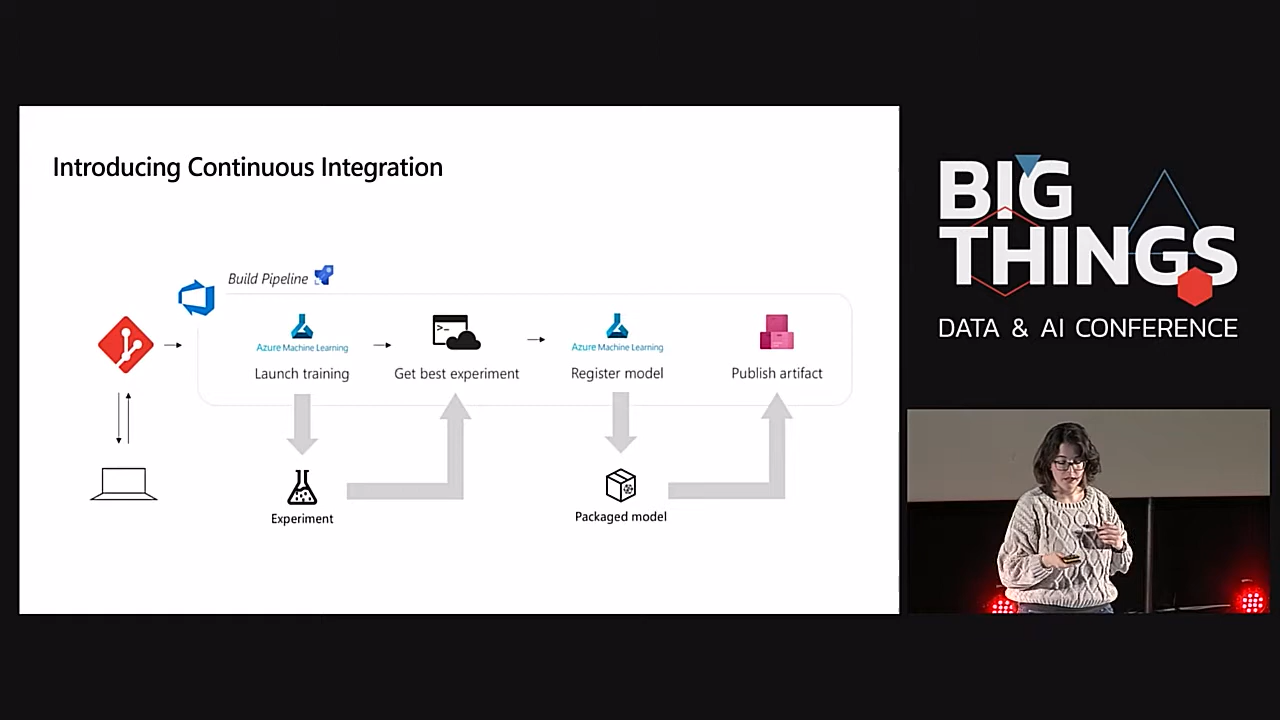 Introducing Continuous Integration
Build Pipeline
Azure Machine Learning
Launch training
Get best experiment
Azure Machine Learning
Register model
Publish artifact
Experiment
Packaged model
BIG
THINGS
DATA & AI CONFERENCE